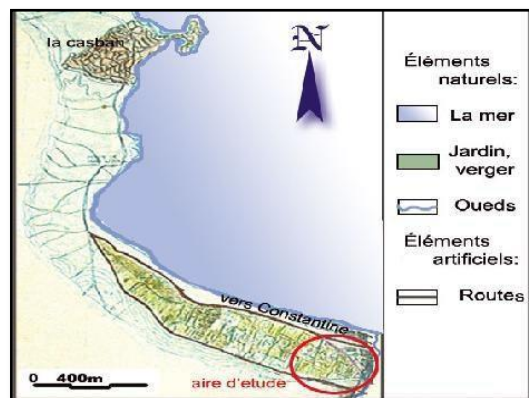 la casbah
N
vers Constantine
0 400m
aire d'etude
Éléments
naturels:
La mer
Jardin,
verger
Oueds
Éléments
artificiels:
Routes